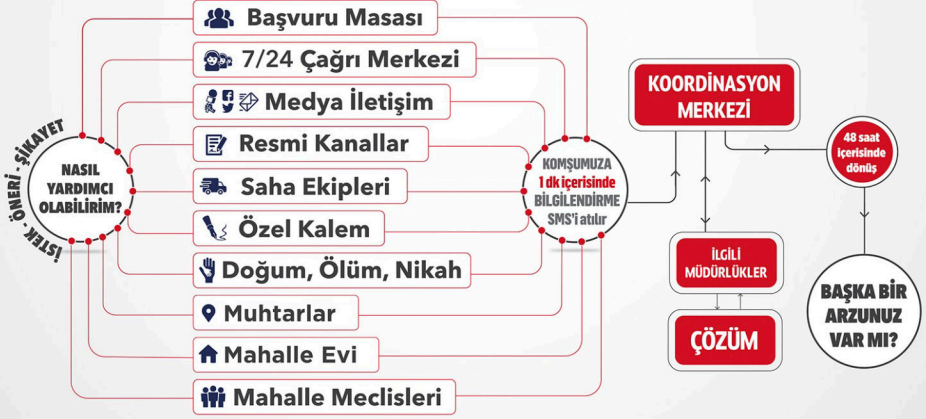 İSTEK - ÖNERİ - ŞİKAYET
NASIL
YARDIMCI
OLABİLİRİM?
Başvuru Masası
7/24 Çağrı Merkezi
Medya İletişim
Resmi Kanallar
Saha Ekipleri
Özel Kalem
Doğum, Ölüm, Nikah
Muhtarlar
Mahalle Evi
Mahalle Meclisleri
KOMŞUMUZA
1 dk içerisinde
BİLGİLENDİRME
SMS'i atılır
KOORDİNASYON
MERKEZİ
İLGİLİ
MÜDÜRLÜKLER
ÇÖZÜM
48 saat
içerisinde
dönüş
BAŞKA BİR
ARZUNUZ
VAR MI?